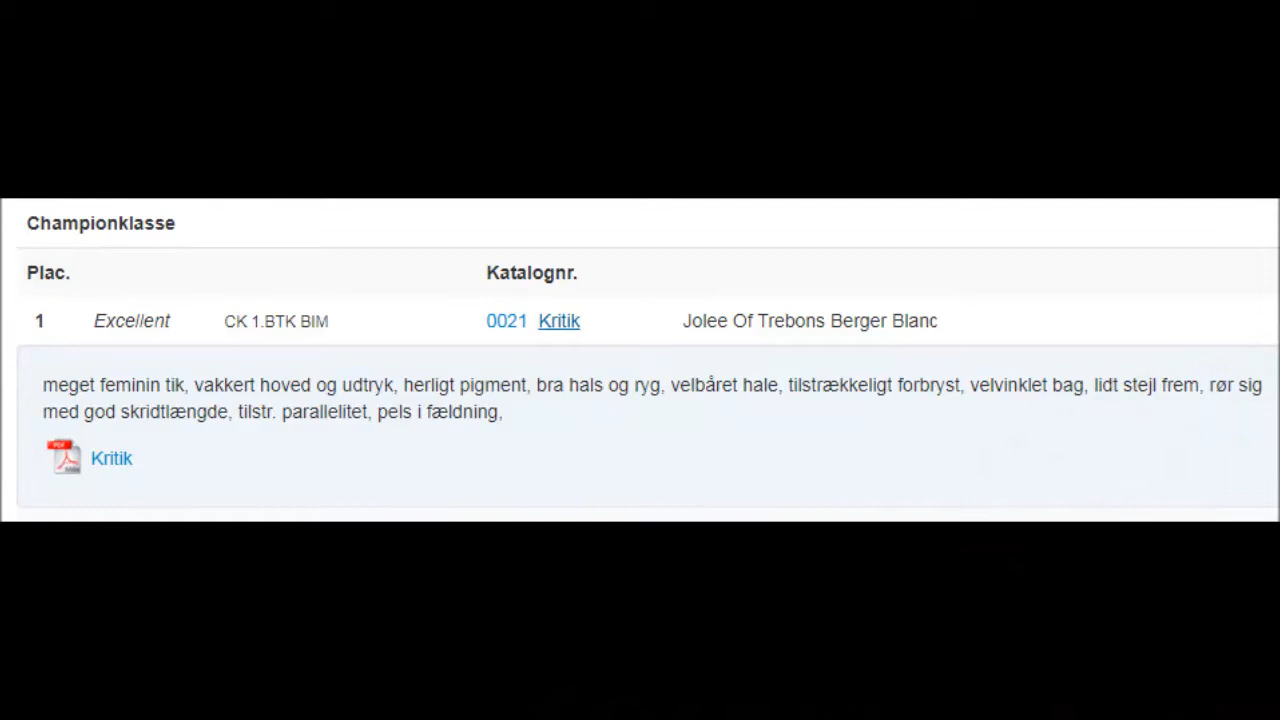 Championklasse
Plac. Katalognr.
1 Excellent CK 1.BTK BIM 0021 Kritik Jolee Of Trebons Berger Blanc
meget feminin tik, vakkert hoved og udtryk, herligt pigment, bra hals og ryg, velbåret hale, tilstrækkeligt forbryst, velvinklet bag, lidt stejl frem, rør sig
med god skridtlængde, tilstr. parallelitet, pels i fældning,
PDF
Kritik